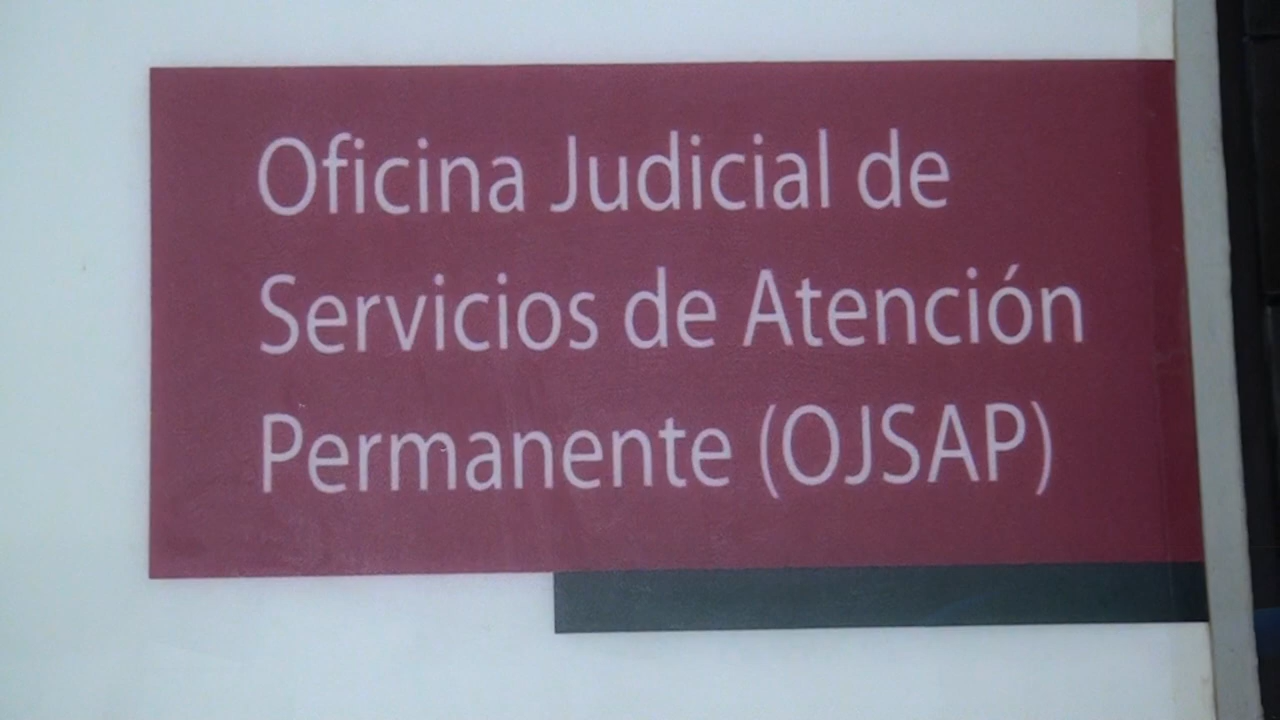 Oficina Judicial de
Servicios de Atención
Permanente (OJSAP)